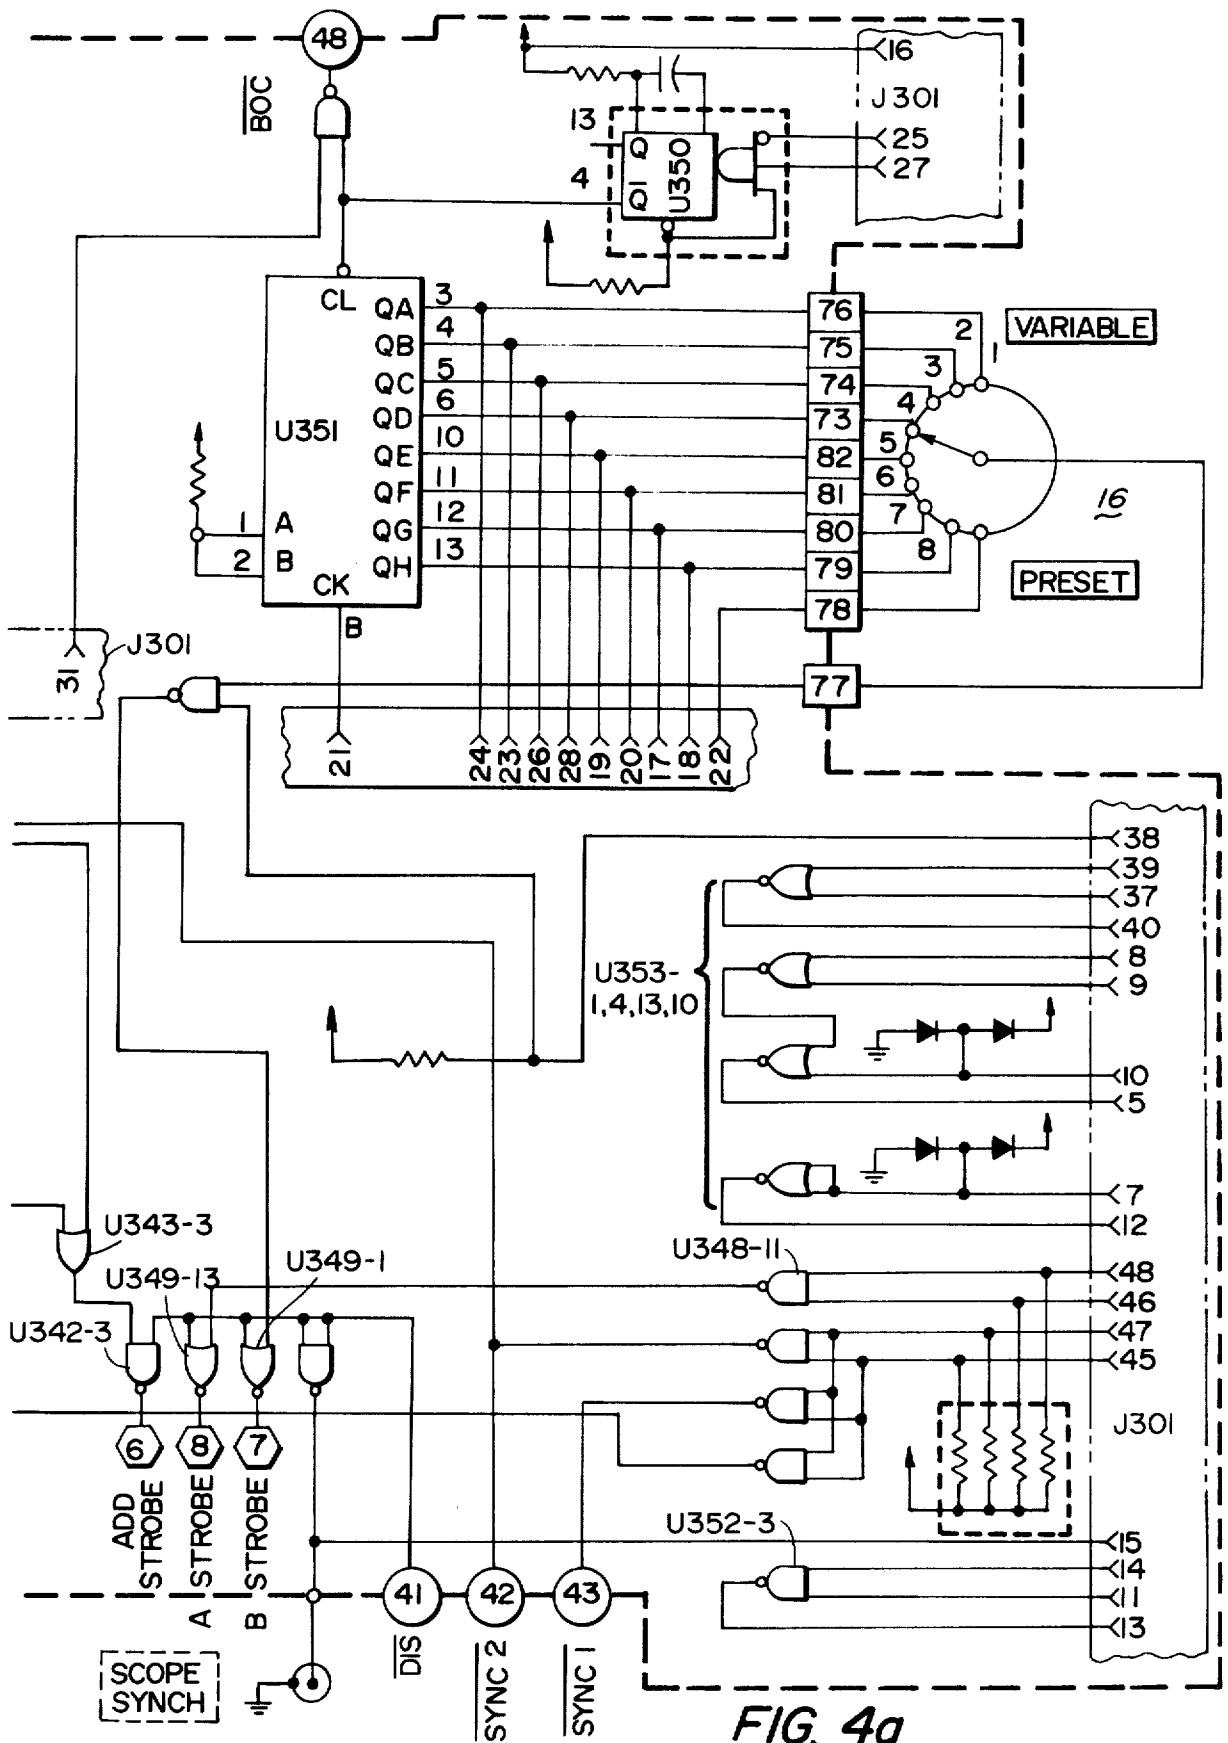 48
BOC
16
J301
13
Q
25
27
4
Q1
U350
CL
QA
3
76
2
1
VARIABLE
QB
4
75
3
QC
5
74
4
QD
6
73
U351
QE
10
82
5
QF
11
81
6
16
1
A
QG
12
80
7
2
B
QH
13
79
8
PRESET
CK
78
B
J301
31
77
21
24
23
26
28
19
20
17
18
22
38
39
37
40
U353-
1,4,13,10
8
9
10
5
7
12
U343-3
U348-11
U349-13
U349-1
48
46
U342-3
47
45
J301
6
8
7
ADD
STROBE
A STROBE
B STROBE
U352-3
15
14
11
13
41
42
43
DIS
SYNC 2
SYNC 1
SCOPE
SYNCH
FIG. 4a